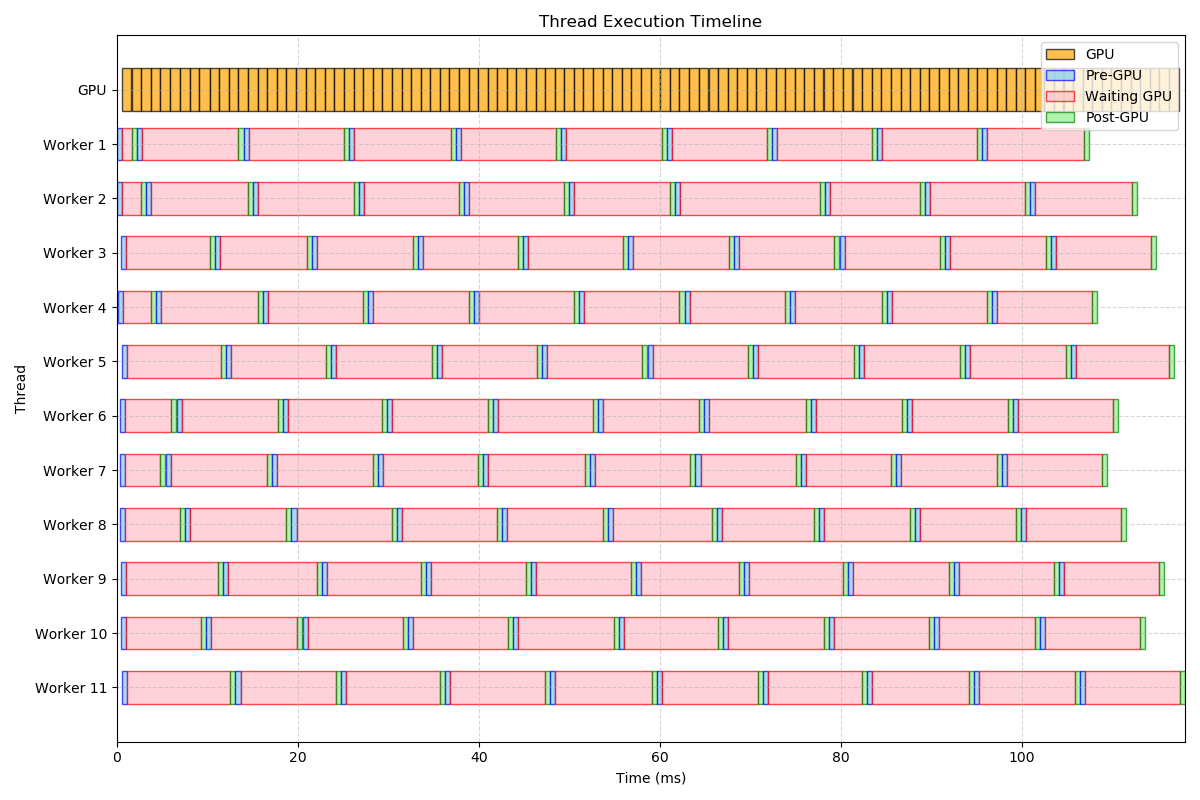 Thread Execution Timeline
GPU
Pre-GPU
Waiting GPU
Post-GPU
GPU
Worker 1
Worker 2
Worker 3
Worker 4
Worker 5
Worker 6
Worker 7
Worker 8
Worker 9
Worker 10
Worker 11
Thread
0 20 40 60 80 100
Time (ms)